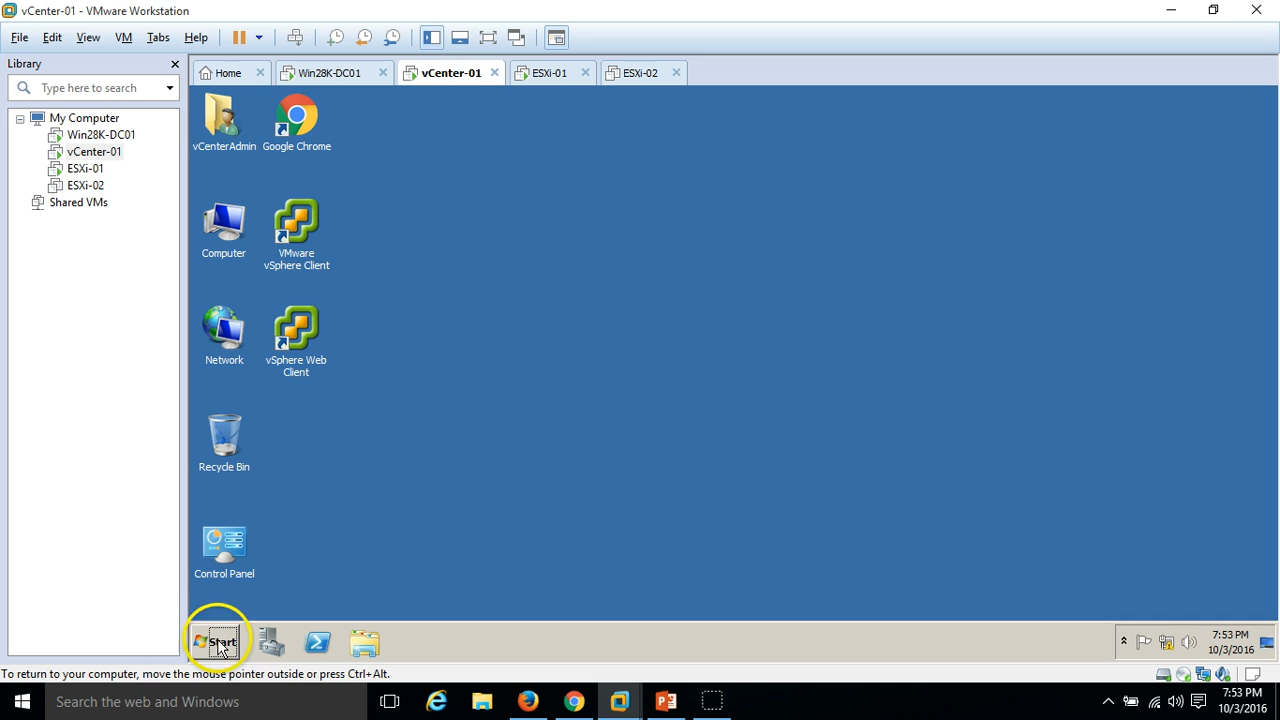 vCenter-01 - VMware Workstation
File Edit View VM Tabs Help
Library
Type here to search
My Computer
Win28K-DC01
vCenter-01
ESXi-01
ESXi-02
Shared VMs
Home
Win28K-DC01
vCenter-01
ESXi-01
ESXi-02
vCenterAdmin
Google Chrome
Computer
VMware
vSphere Client
Network
vSphere Web
Client
Recycle Bin
Control Panel
Start
7:53 PM
10/3/2016
To return to your computer, move the mouse pointer outside or press Ctrl+Alt.
Search the web and Windows
7:53 PM
10/3/2016